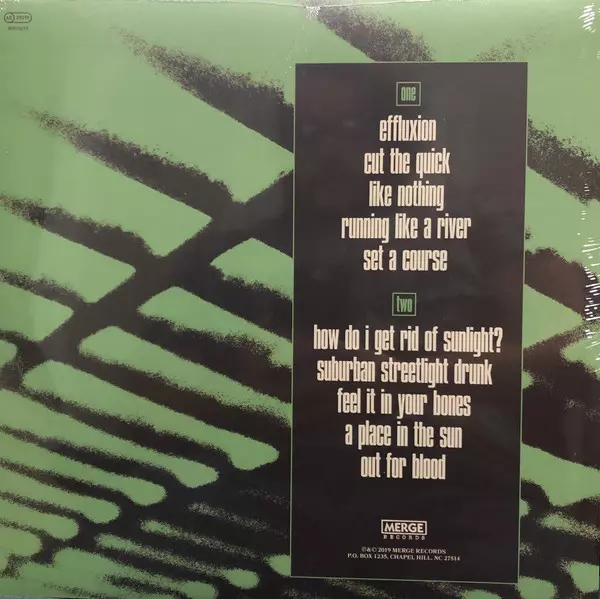 one
effluxion
cut the quick
like nothing
running like a river
set a course
two
how do i get rid of sunlight?
suburban streetlight drunk
feel it in your bones
a place in the sun
out for blood
MERGE
RECORDS
℗&© 2019 MERGE RECORDS
P.O. BOX 1235, CHAPEL HILL, NC 27514